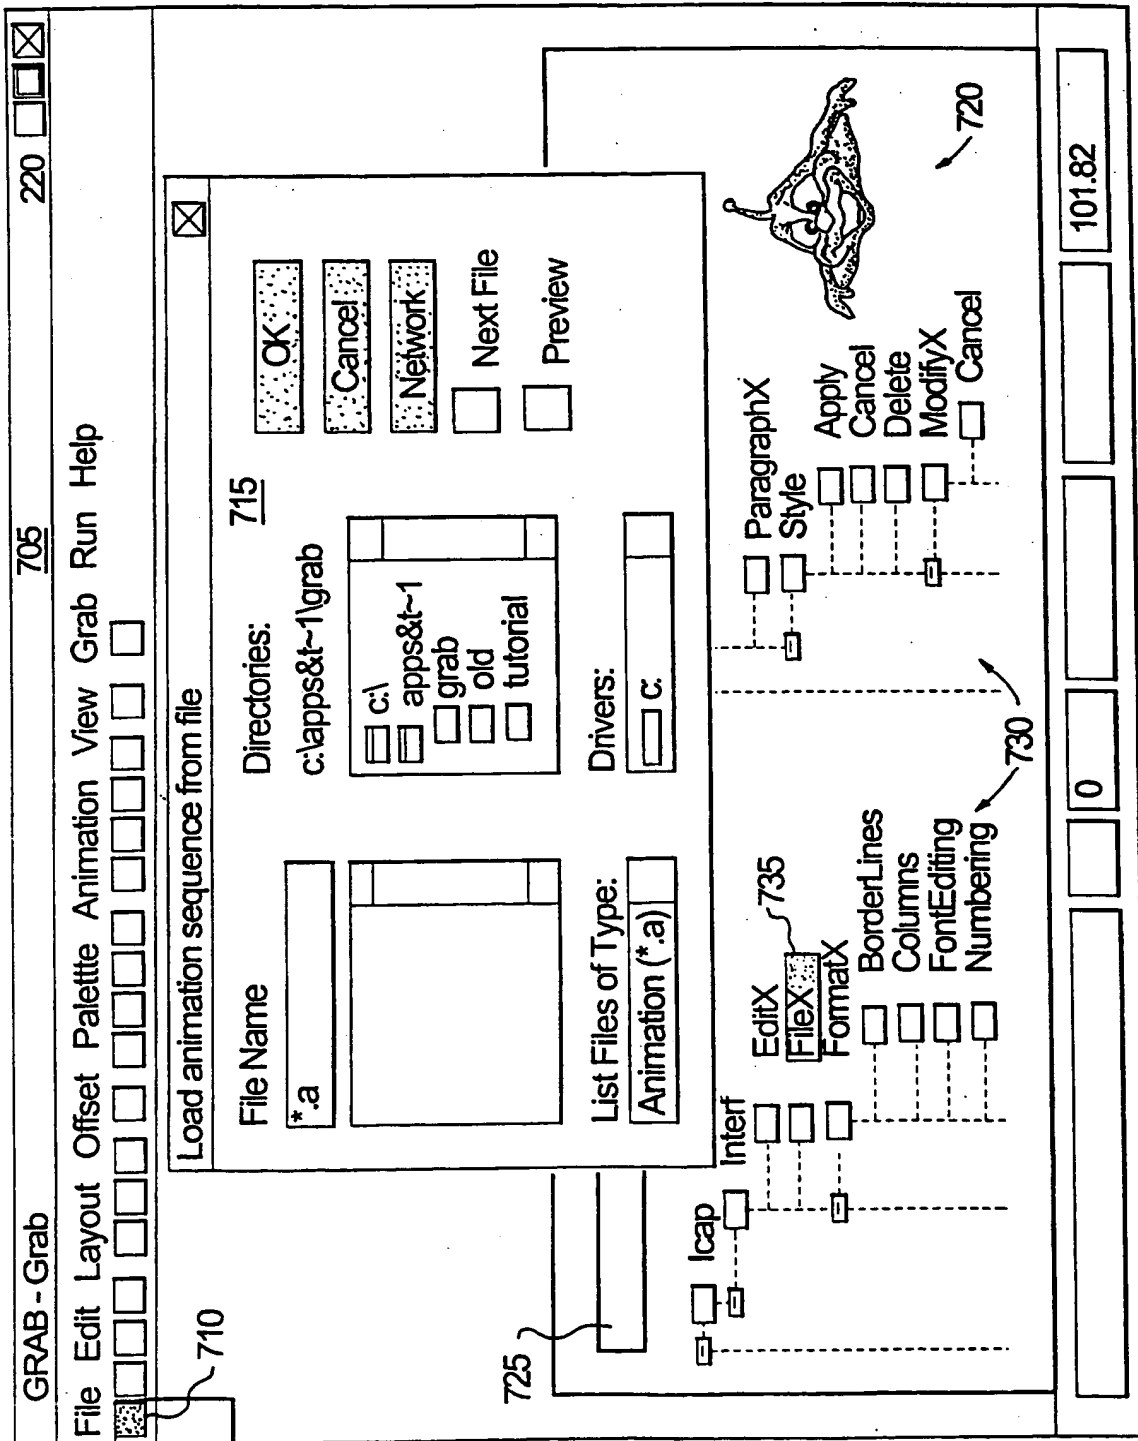 GRAB - Grab
705
220
File Edit Layout Offset Palette Animation View Grab Run Help
710
Load animation sequence from file
715
File Name
*.a
Directories:
c:\apps&t~1\grab
c:\
apps&t~1
grab
old
tutorial
OK
Cancel
Network
Next File
Preview
List Files of Type:
Animation (*.a)
Drivers:
c:
725
Icap
Interf
EditX
FileX
FormatX
735
BorderLines
Columns
FontEditing
Numbering
730
ParagraphX
Style
Apply
Cancel
Delete
ModifyX
Cancel
720
0
101.82